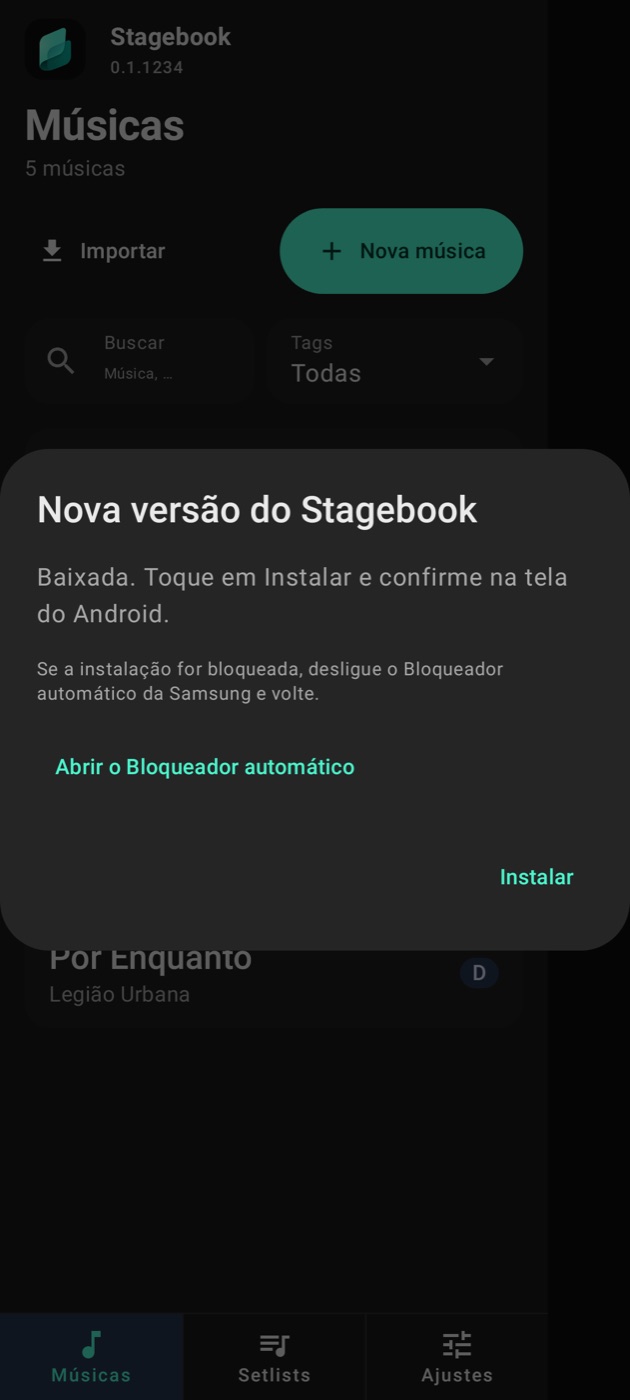 Stagebook
0.1.1234
Músicas
5 músicas
Importar
Nova música
Buscar
Música, ...
Tags
Todas
Nova versão do Stagebook
Baixada. Toque em Instalar e confirme na tela
do Android.
Se a instalação for bloqueada, desligue o Bloqueador
automático da Samsung e volte.
Abrir o Bloqueador automático
Instalar
Por Enquanto
D
Legião Urbana
Músicas
Setlists
Ajustes